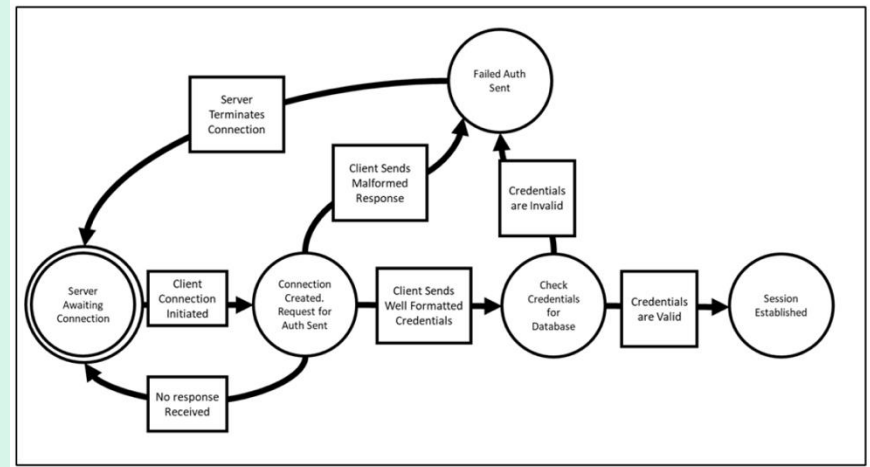 Failed Auth
Sent
Server
Terminates
Connection
Client Sends
Malformed
Response
Credentials
are Invalid
Server
Awaiting
Connection
Client
Connection
Initiated
Connection
Created.
Request for
Auth Sent
Client Sends
Well Formatted
Credentials
Check
Credentials
for
Database
Credentials
are Valid
Session
Established
No response
Received